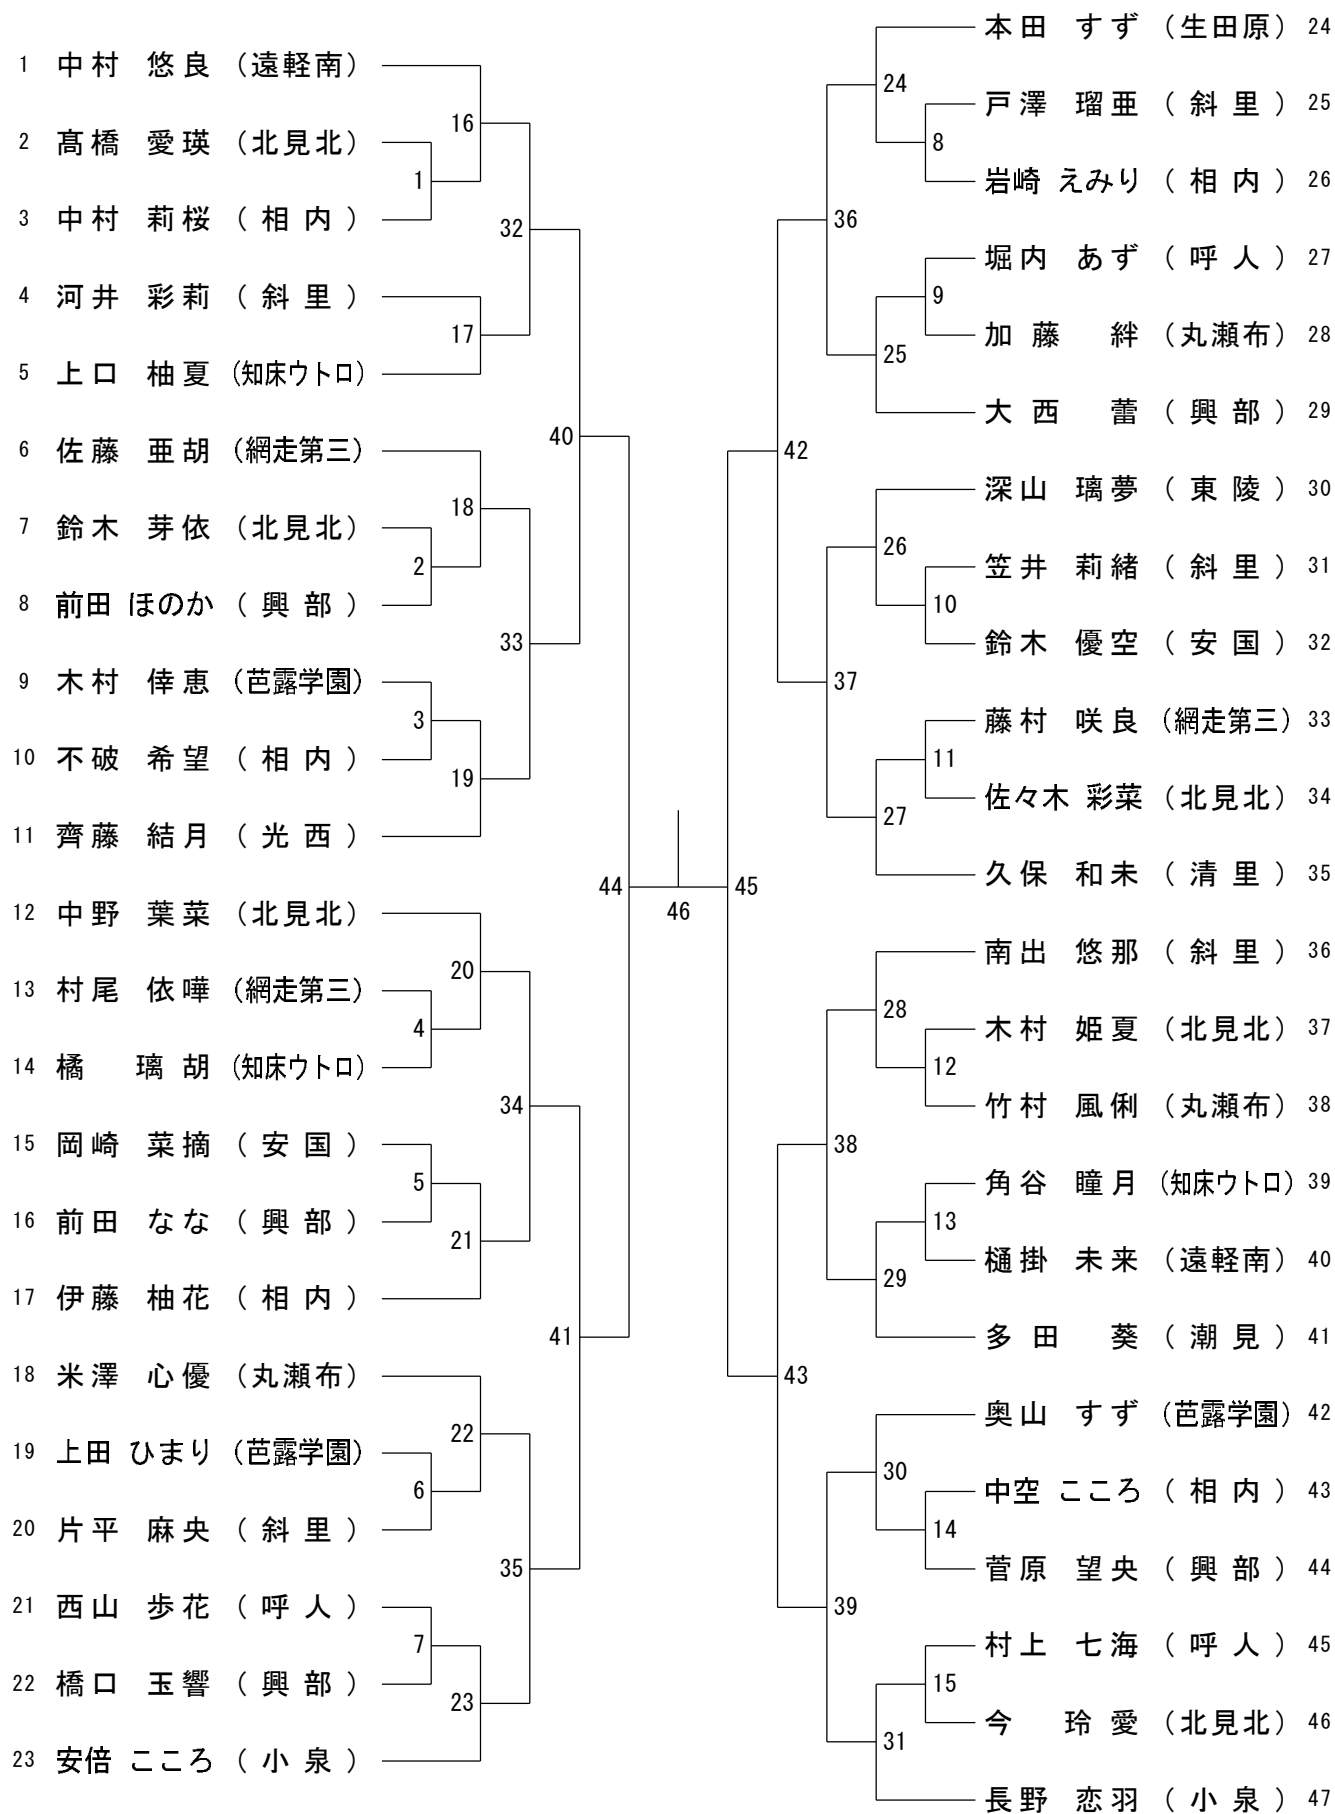 1 中村 悠良 (遠軽南)
2 髙橋 愛瑛 (北見北)
3 中村 莉桜 (相内)
4 河井 彩莉 (斜里)
5 上口 柚夏 (知床ウトロ)
6 佐藤 亜胡 (網走第三)
7 鈴木 芽依 (北見北)
8 前田 ほのか (興部)
9 木村 倖恵 (芭露学園)
10 不破 希望 (相内)
11 齊藤 結月 (光西)
12 中野 葉菜 (北見北)
13 村尾 依嘩 (網走第三)
14 橘 璃胡 (知床ウトロ)
15 岡崎 菜摘 (安国)
16 前田 なな (興部)
17 伊藤 柚花 (相内)
18 米澤 心優 (丸瀬布)
19 上田 ひまり (芭露学園)
20 片平 麻央 (斜里)
21 西山 歩花 (呼人)
22 橋口 玉響 (興部)
23 安倍 こころ (小泉)
16
1
32
17
40
18
2
33
3
19
44
20
4
34
5
21
41
22
6
35
7
23
46
45
24
8
36
9
25
42
26
10
37
11
27
28
12
38
13
29
43
30
14
39
15
31
本田 すず (生田原) 24
戸澤 瑠亜 (斜里) 25
岩崎 えみり (相内) 26
堀内 あず (呼人) 27
加藤 絆 (丸瀬布) 28
大西 蕾 (興部) 29
深山 璃夢 (東陵) 30
笠井 莉緒 (斜里) 31
鈴木 優空 (安国) 32
藤村 咲良 (網走第三) 33
佐々木 彩菜 (北見北) 34
久保 和未 (清里) 35
南出 悠那 (斜里) 36
木村 姫夏 (北見北) 37
竹村 風俐 (丸瀬布) 38
角谷 瞳月 (知床ウトロ) 39
樋掛 未来 (遠軽南) 40
多田 葵 (潮見) 41
奥山 すず (芭露学園) 42
中空 こころ (相内) 43
菅原 望央 (興部) 44
村上 七海 (呼人) 45
今 玲愛 (北見北) 46
長野 恋羽 (小泉) 47